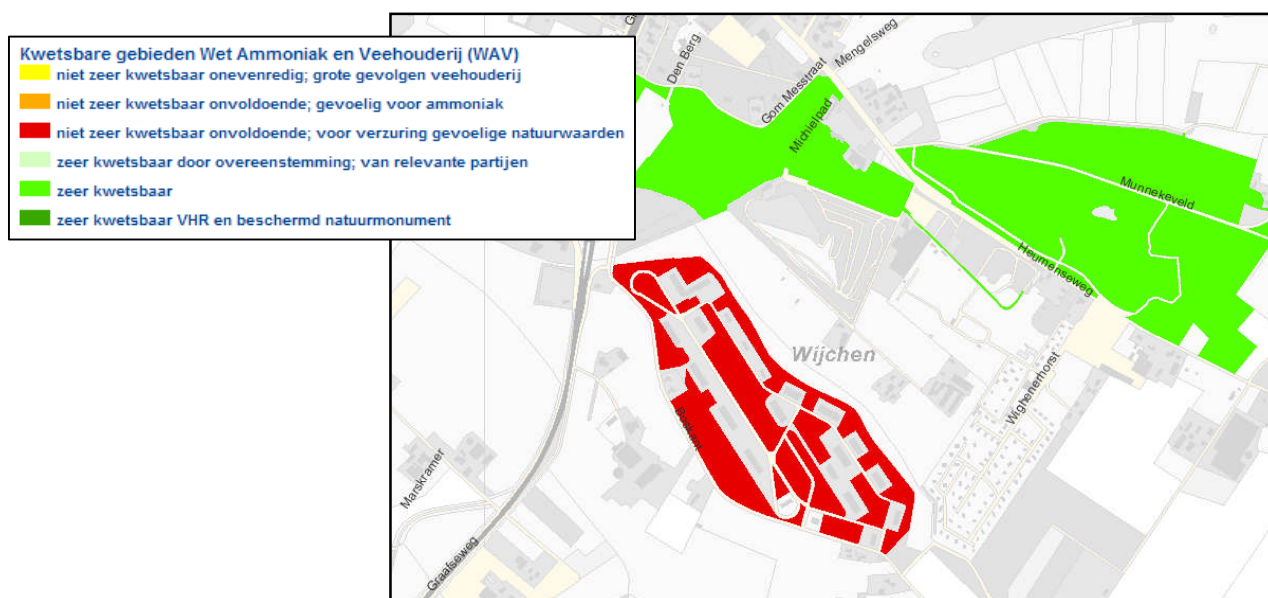 Kwetsbare gebieden Wet Ammoniak en Veehouderij (WAV)
niet zeer kwetsbaar onevenredig; grote gevolgen veehouderij
niet zeer kwetsbaar onvoldoende; gevoelig voor ammoniak
niet zeer kwetsbaar onvoldoende; voor verzuring gevoelige natuurwaarden
zeer kwetsbaar door overeenstemming; van relevante partijen
zeer kwetsbaar
zeer kwetsbaar VHR en beschermd natuurmonument
Den Berg
Gom Messtraat
Mengelsweg
Michielpad
Munnekeveld
Heumenseweg
Wijchen
Wighenerhorst
Boskant
Marskramer
Graafseweg